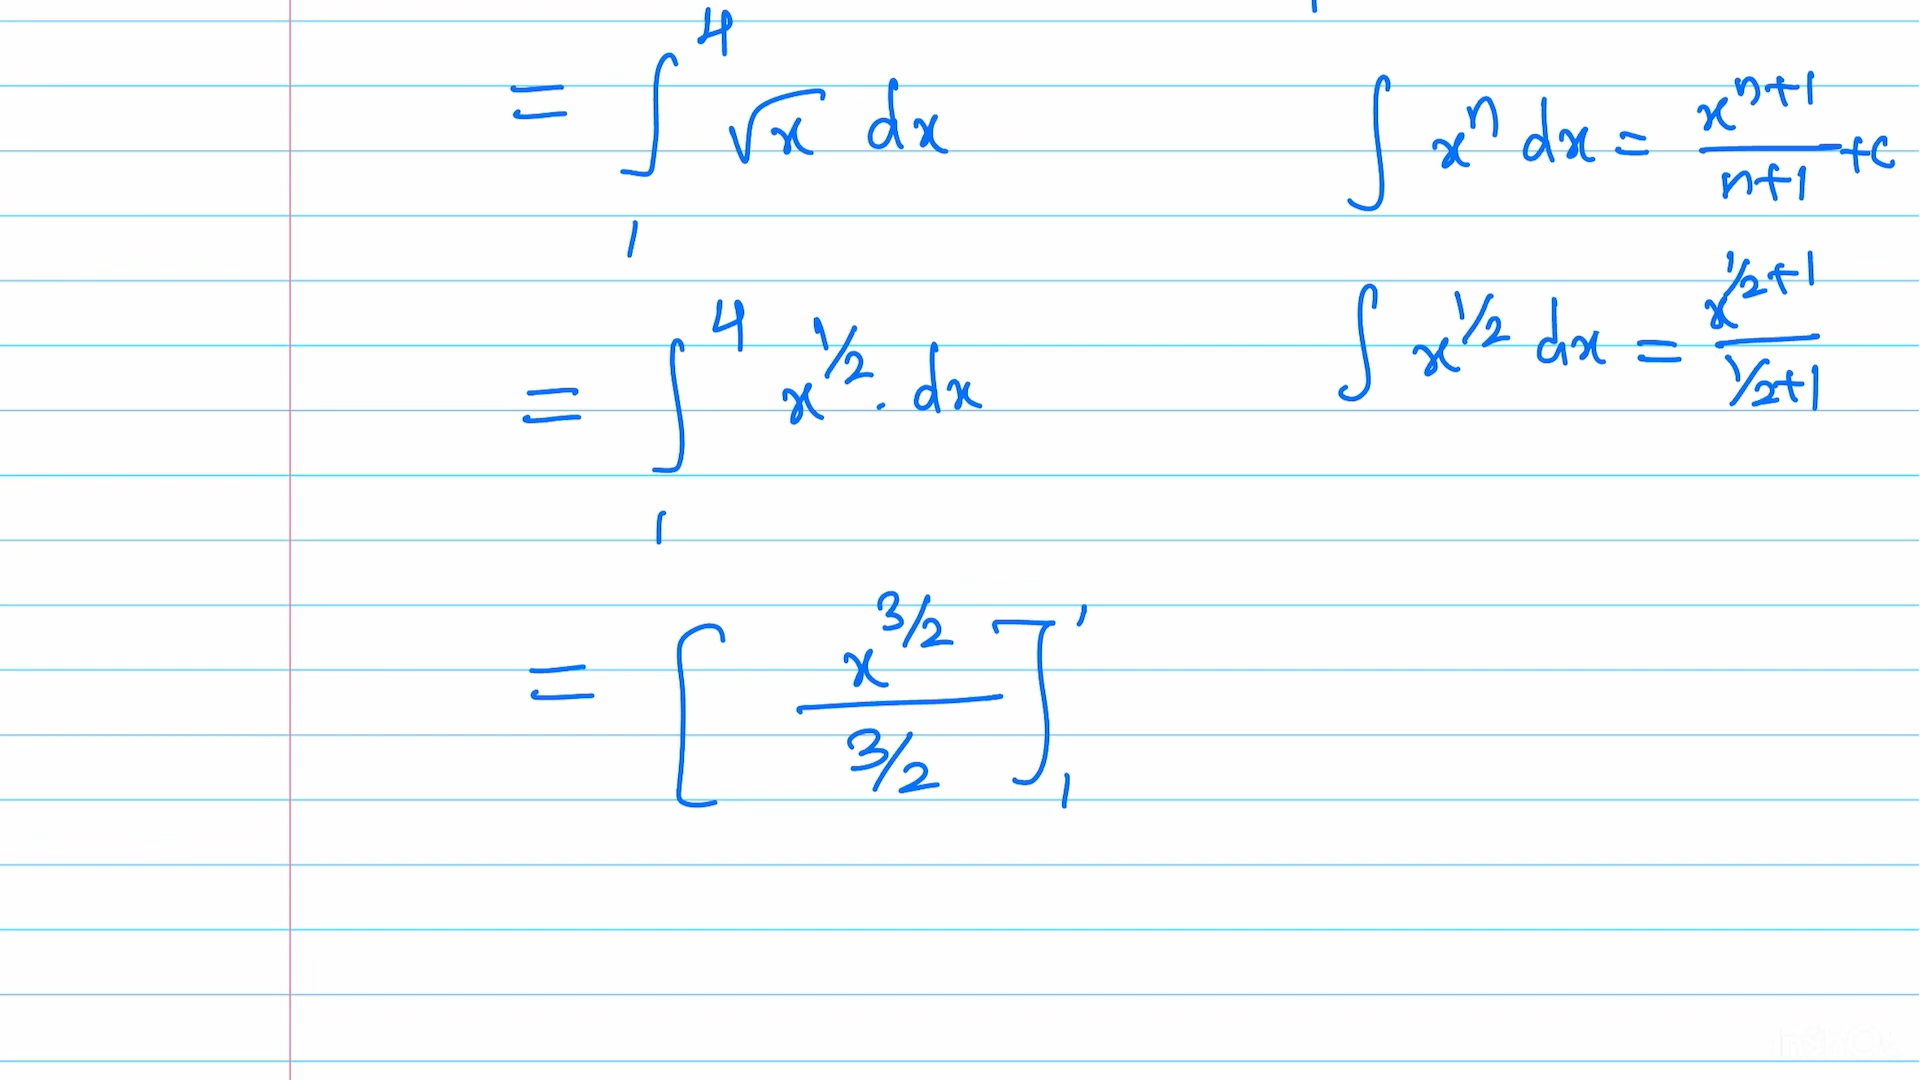 = ∫₁⁴ √x dx
∫ xⁿ dx = xⁿ⁺¹/n+1 + c
= ∫₁⁴ x^1/2 . dx
∫ x^1/2 dx = x^1/2+1 / 1/2+1
= [ x^3/2 / 3/2 ]₁